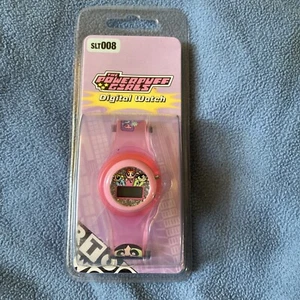 SLT008
THE
POWERPUFF
GIRLS
Digital Watch